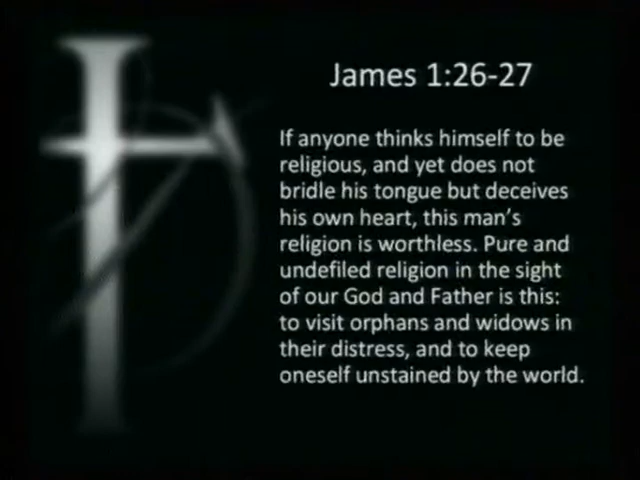 James 1:26-27
If anyone thinks himself to be
religious, and yet does not
bridle his tongue but deceives
his own heart, this man's
religion is worthless. Pure and
undefiled religion in the sight
of our God and Father is this:
to visit orphans and widows in
their distress, and to keep
oneself unstained by the world.